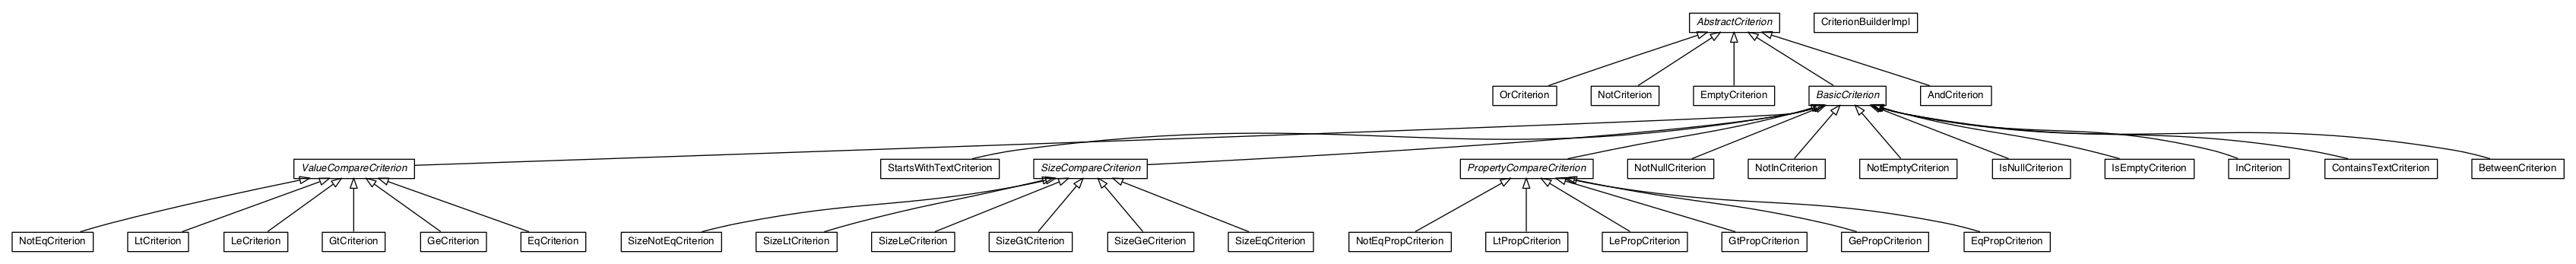 AbstractCriterion
CriterionBuilderImpl
OrCriterion
NotCriterion
EmptyCriterion
BasicCriterion
AndCriterion
ValueCompareCriterion
StartsWithTextCriterion
SizeCompareCriterion
PropertyCompareCriterion
NotNullCriterion
NotInCriterion
NotEmptyCriterion
IsNullCriterion
IsEmptyCriterion
InCriterion
ContainsTextCriterion
BetweenCriterion
NotEqCriterion
LtCriterion
LeCriterion
GtCriterion
GeCriterion
EqCriterion
SizeNotEqCriterion
SizeLtCriterion
SizeLeCriterion
SizeGtCriterion
SizeGeCriterion
SizeEqCriterion
NotEqPropCriterion
LtPropCriterion
LePropCriterion
GtPropCriterion
GePropCriterion
EqPropCriterion